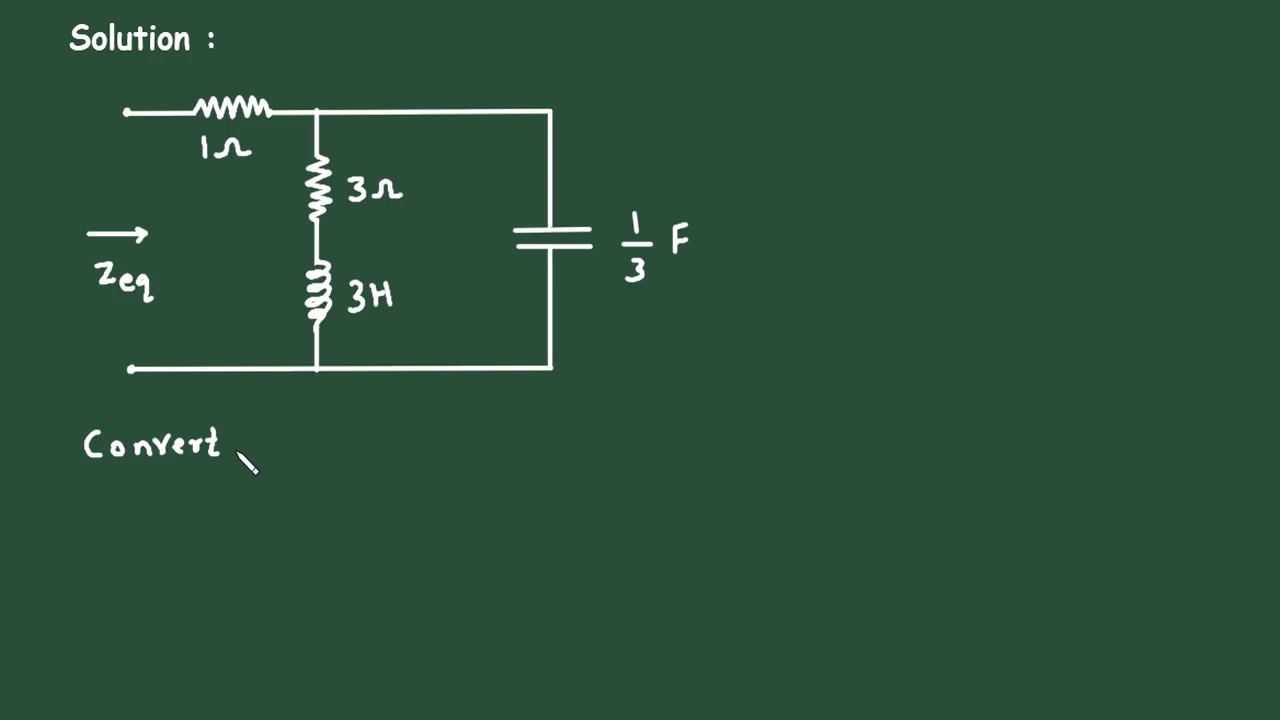 Solution :
1Ω
3Ω
Zeq
3H
1/3 F
Convert